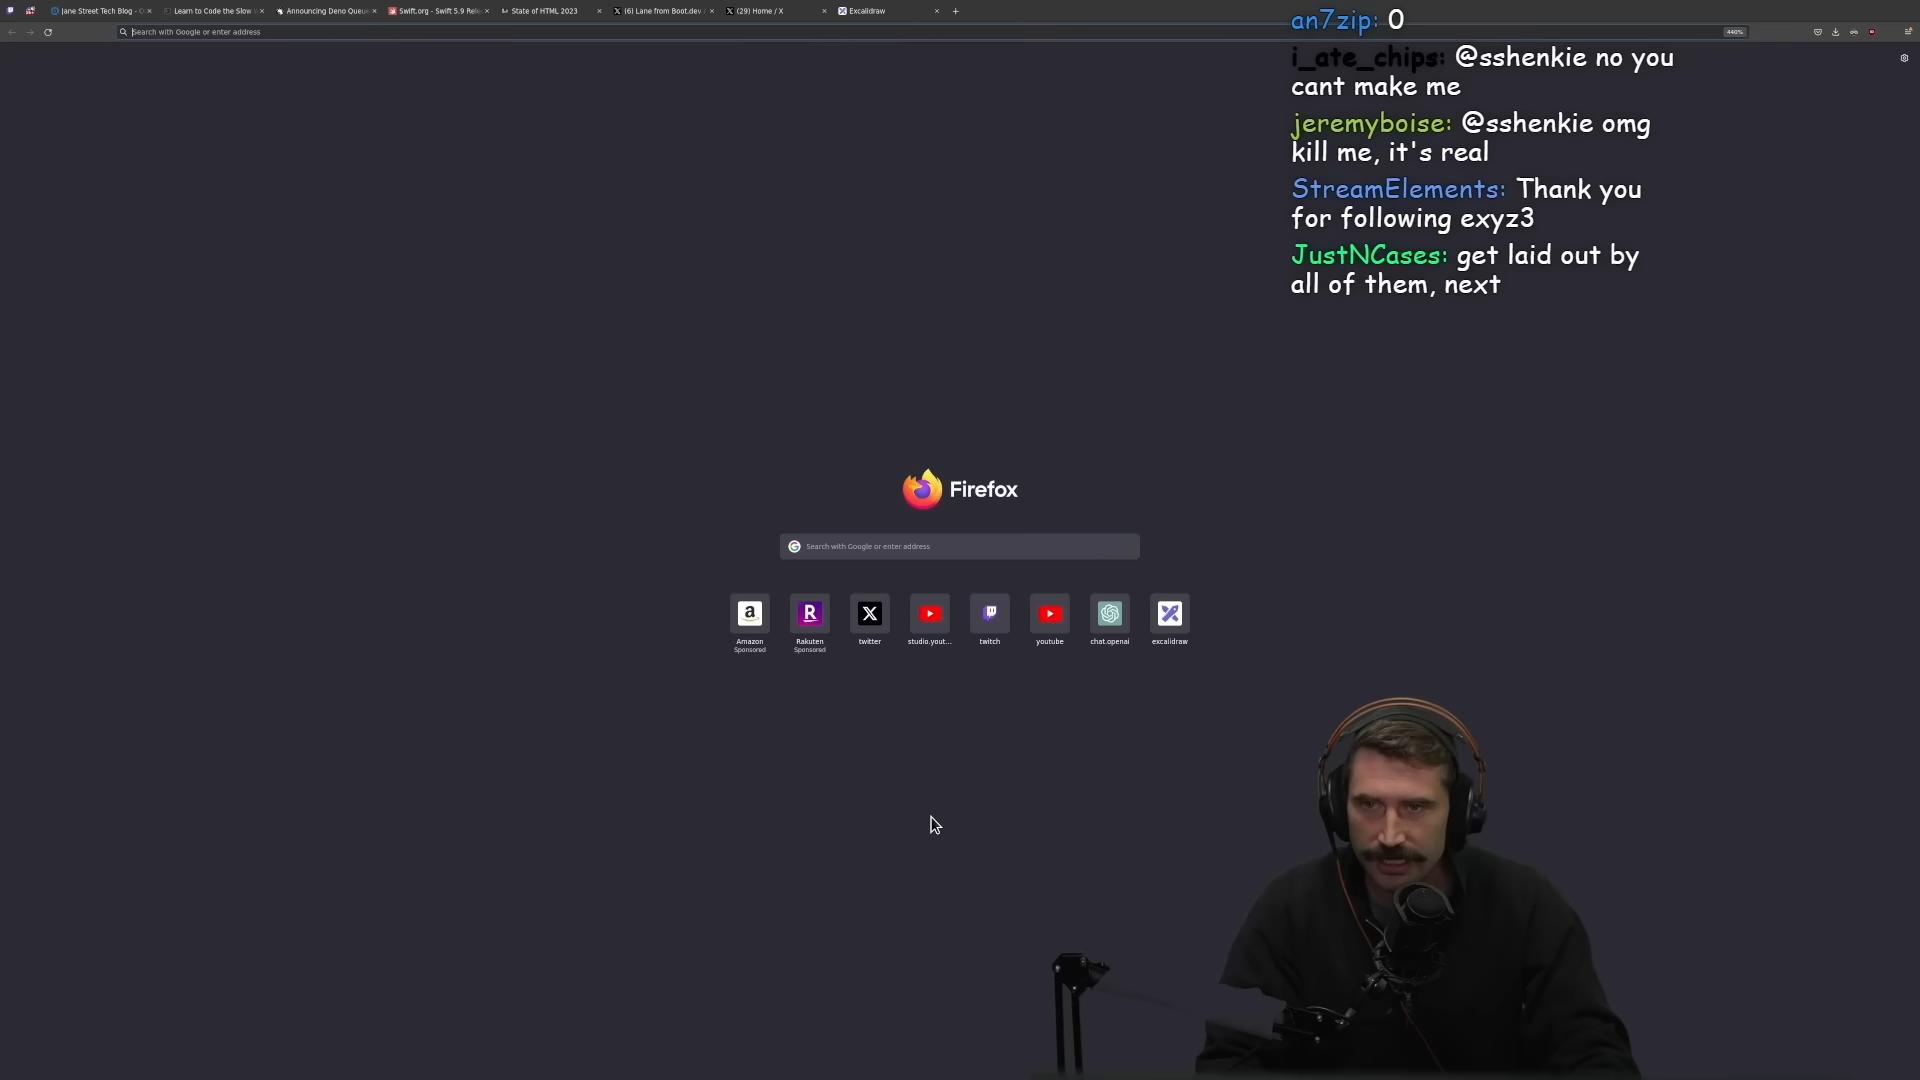 Jane Street Tech Blog -
Learn to Code the Slow
Announcing Deno Queue
Swift.org - Swift 5.9 Rele
State of HTML 2023
(6) Lane from Boot.dev
(29) Home / X
Excalidraw
Search with Google or enter address
440%
an7zip: 0
i_ate_chips: @sshenkie no you
cant make me
jeremyboise: @sshenkie omg
kill me, it's real
StreamElements: Thank you
for following exyz3
JustNCases: get laid out by
all of them, next
Firefox
Search with Google or enter address
Amazon
Sponsored
Rakuten
Sponsored
twitter
studio.yout...
twitch
youtube
chat.openai
excalidraw